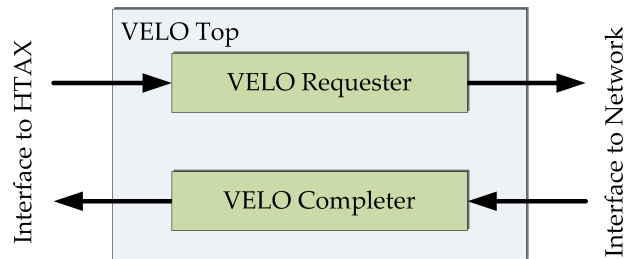 VELO Top
Interface to HTAX
VELO Requester
Interface to Network
VELO Completer